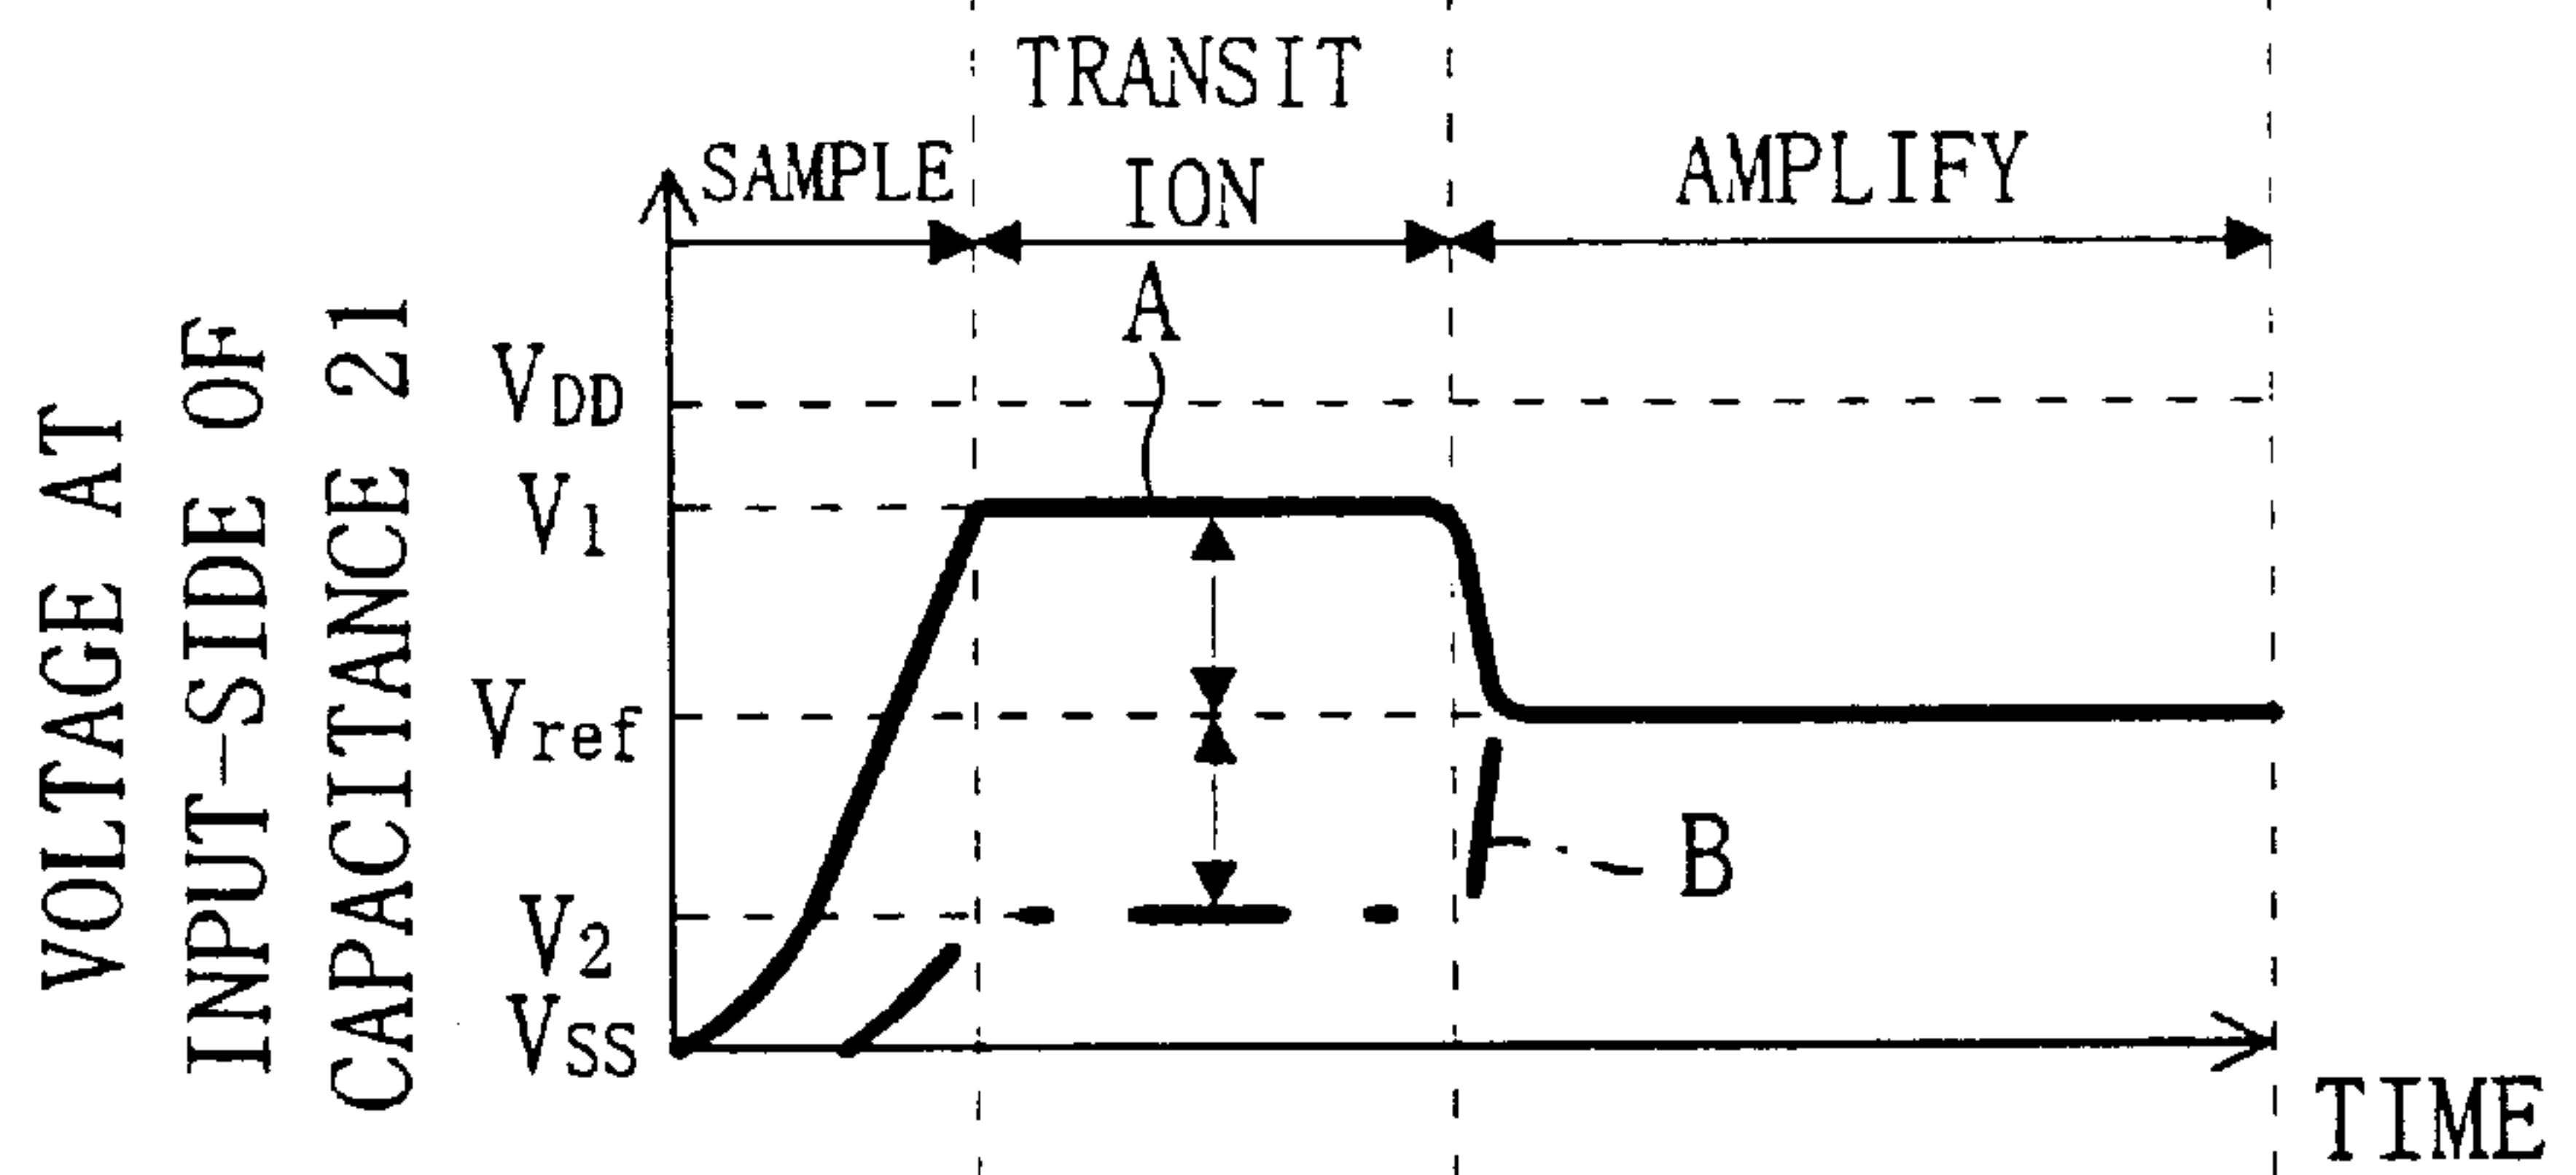 TRANSIT
ION
SAMPLE
AMPLIFY
A
VOLTAGE AT
INPUT-SIDE OF
CAPACITANCE 21
VDD
V1
Vref
V2
VSS
B
TIME